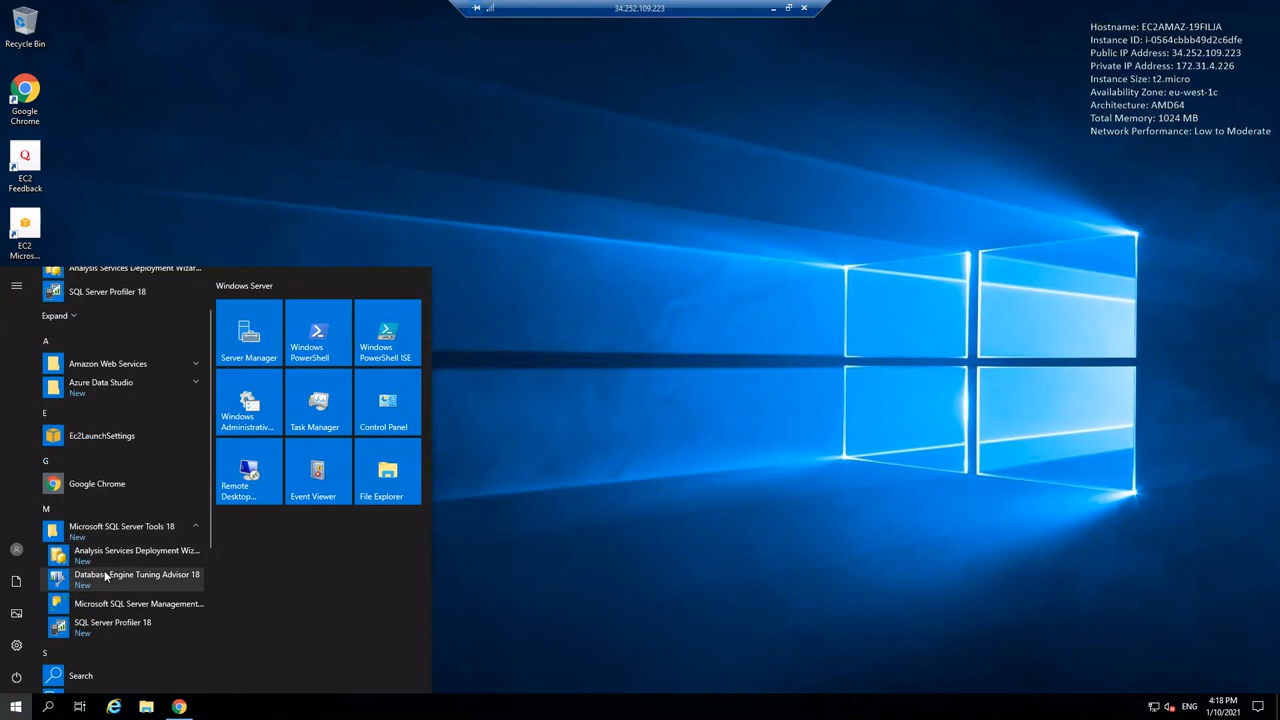 34.252.109.223
Recycle Bin
Google
Chrome
EC2
Feedback
EC2
Micros...
Hostname: EC2AMAZ-19FILJA
Instance ID: i-0564cbbb49d2c6dfe
Public IP Address: 34.252.109.223
Private IP Address: 172.31.4.226
Instance Size: t2.micro
Availability Zone: eu-west-1c
Architecture: AMD64
Total Memory: 1024 MB
Network Performance: Low to Moderate
Analysis Services Deployment Wizar...
SQL Server Profiler 18
Expand
A
Amazon Web Services
Azure Data Studio
New
E
Ec2LaunchSettings
G
Google Chrome
M
Microsoft SQL Server Tools 18
New
Analysis Services Deployment Wiz...
New
Database Engine Tuning Advisor 18
New
Microsoft SQL Server Management...
SQL Server Profiler 18
New
S
Search
Windows Server
Server Manager
Windows
PowerShell
Windows
PowerShell ISE
Windows
Administrativ...
Task Manager
Control Panel
Remote
Desktop...
Event Viewer
File Explorer
ENG
4:18 PM
1/10/2021